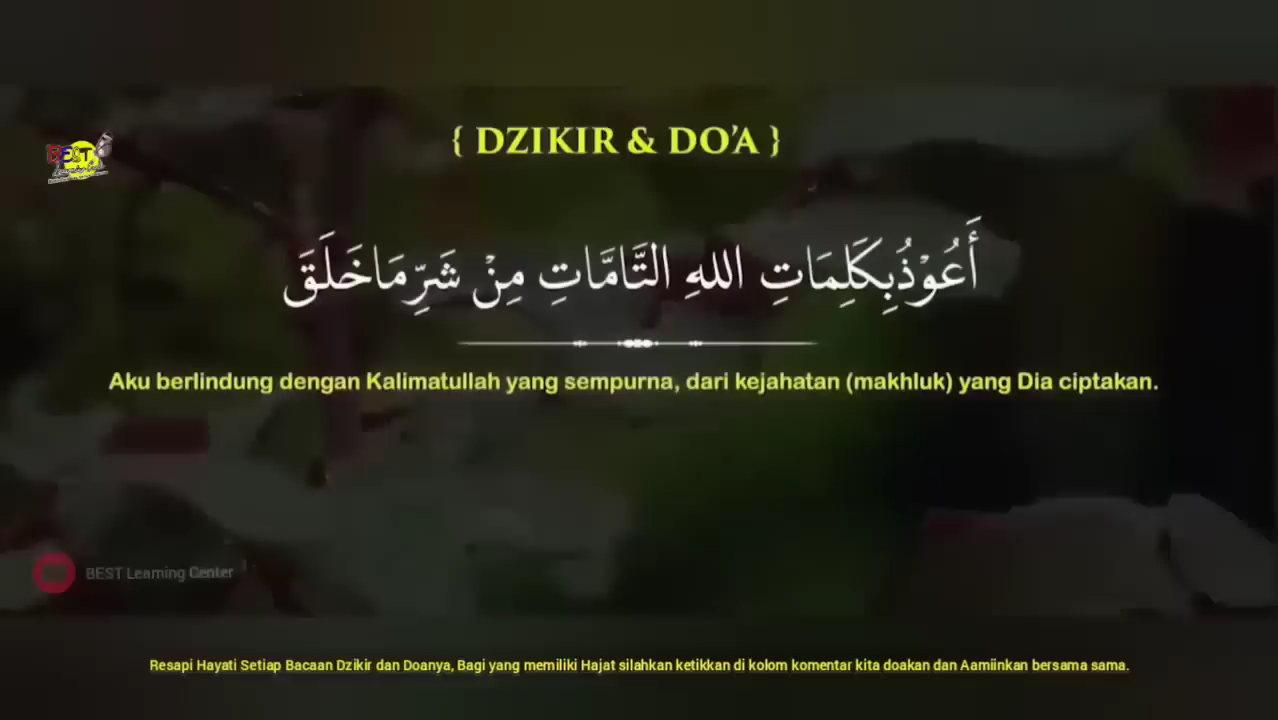 { DZIKIR & DO'A }
BEST
أَعُوْذُبِكَلِمَاتِ اللهِ التَّامَّاتِ مِنْ شَرِّمَاخَلَقَ
Aku berlindung dengan Kalimatullah yang sempurna, dari kejahatan (makhluk) yang Dia ciptakan.
BEST Learning Center
Resapi Hayati Setiap Bacaan Dzikir dan Doanya, Bagi yang memiliki Hajat silahkan ketikkan di kolom komentar kita doakan dan Aamiinkan bersama sama.